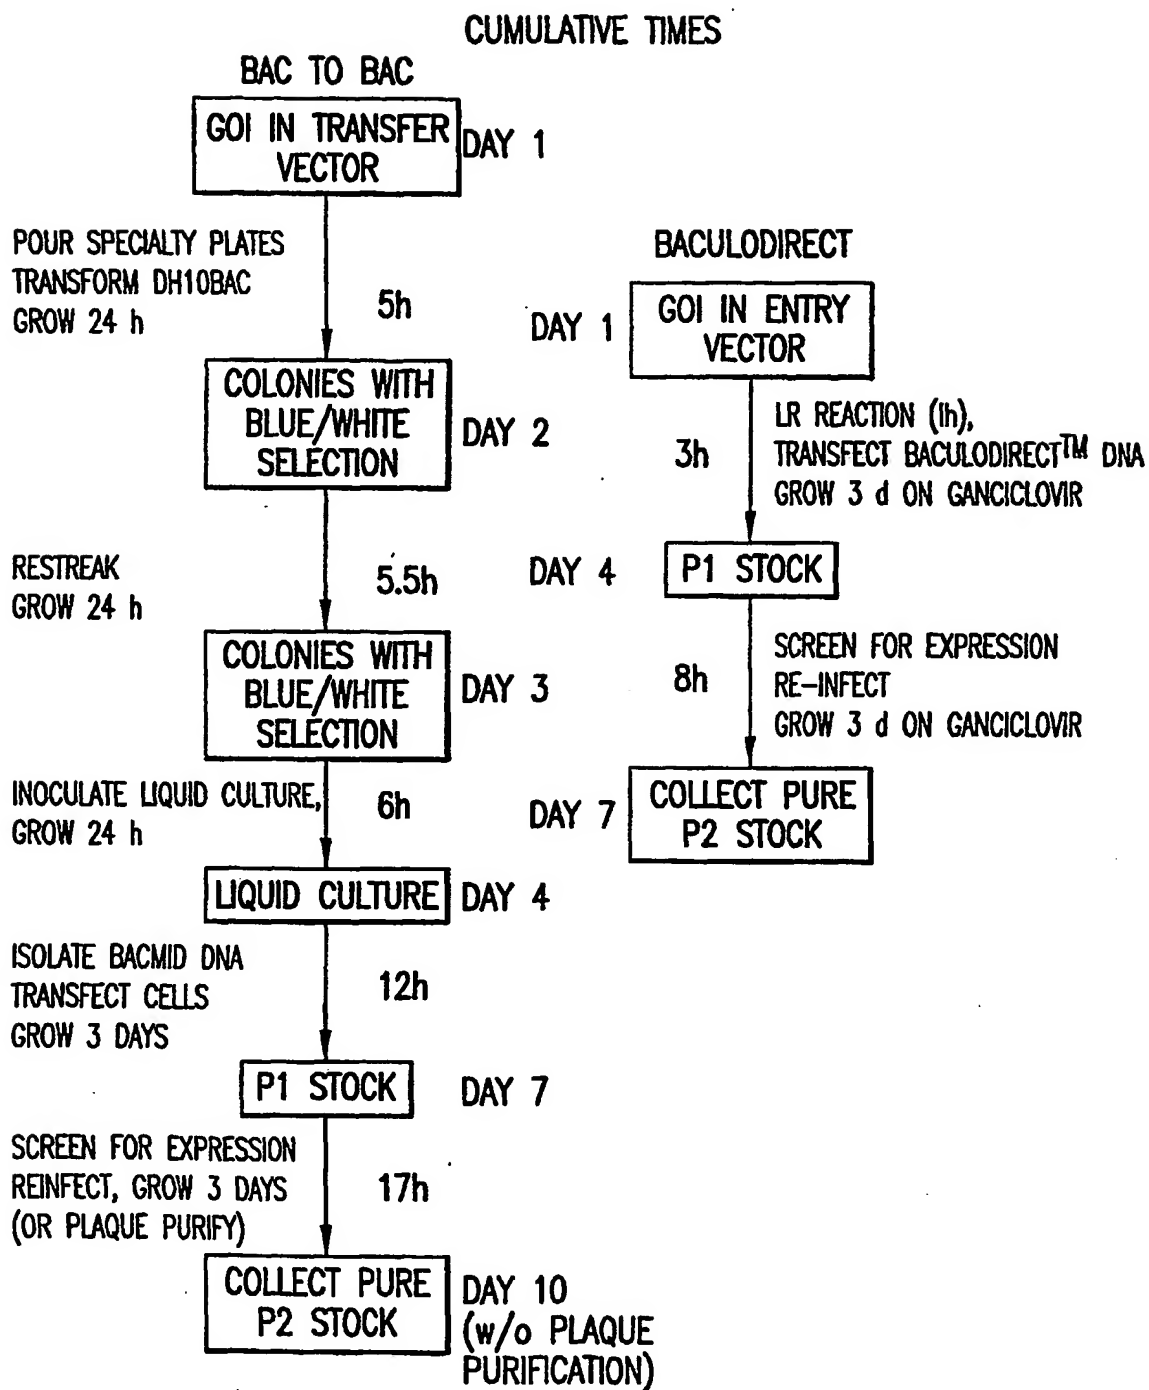 CUMULATIVE TIMES
BAC TO BAC
GOI IN TRANSFER
VECTOR
DAY 1
POUR SPECIALTY PLATES
TRANSFORM DH10BAC
GROW 24 h
5h
COLONIES WITH
BLUE/WHITE
SELECTION
DAY 2
RESTREAK
GROW 24 h
5.5h
COLONIES WITH
BLUE/WHITE
SELECTION
DAY 3
INOCULATE LIQUID CULTURE,
GROW 24 h
6h
LIQUID CULTURE
DAY 4
ISOLATE BACMID DNA
TRANSFECT CELLS
GROW 3 DAYS
12h
P1 STOCK
DAY 7
SCREEN FOR EXPRESSION
REINFECT, GROW 3 DAYS
(OR PLAQUE PURIFY)
17h
COLLECT PURE
P2 STOCK
DAY 10
(w/o PLAQUE
PURIFICATION)
BACULODIRECT
DAY 1
GOI IN ENTRY
VECTOR
3h
LR REACTION (1h),
TRANSFECT BACULODIRECT™ DNA
GROW 3 d ON GANCICLOVIR
DAY 4
P1 STOCK
8h
SCREEN FOR EXPRESSION
RE-INFECT
GROW 3 d ON GANCICLOVIR
DAY 7
COLLECT PURE
P2 STOCK